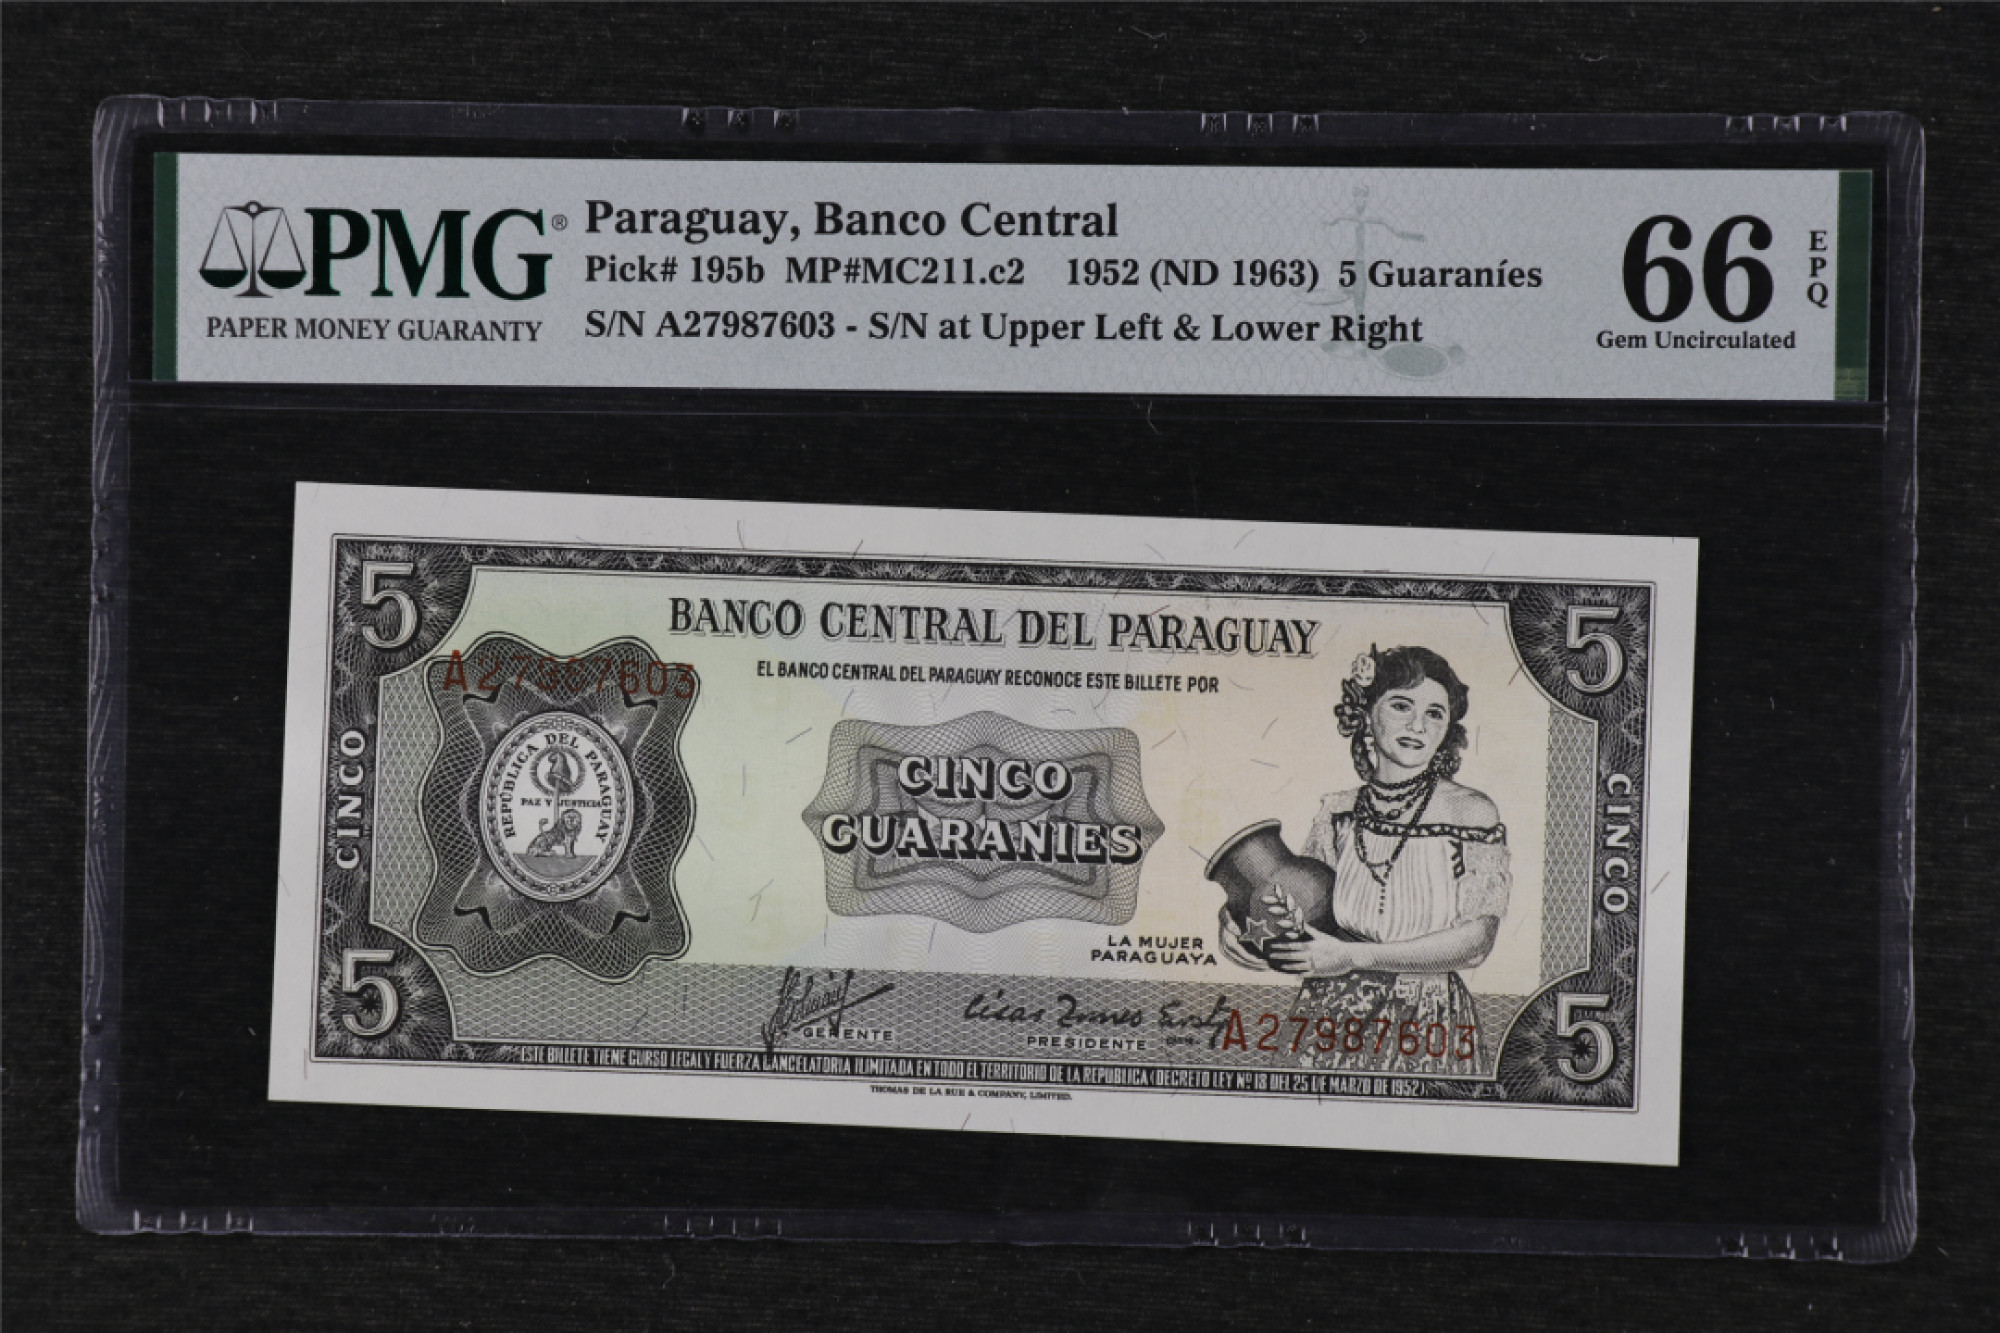 PMG®
PAPER MONEY GUARANTY
Paraguay, Banco Central
Pick# 195b MP#MC211.c2 1952 (ND 1963) 5 Guaraníes
S/N A27987603 - S/N at Upper Left & Lower Right
66
EPQ
Gem Uncirculated
5
5
BANCO CENTRAL DEL PARAGUAY
A27987603
EL BANCO CENTRAL DEL PARAGUAY RECONOCE ESTE BILLETE POR
CINCO
REPÚBLICA DEL PARAGUAY
PAZ Y JUSTICIA
CINCO
GUARANIES
CINCO
LA MUJER
PARAGUAYA
5
5
GERENTE
PRESIDENTE
A27987603
ESTE BILLETE TIENE CURSO LEGAL Y FUERZA CANCELATORIA ILIMITADA EN TODO EL TERRITORIO DE LA REPUBLICA (DECRETO LEY Nº 18 DEL 25 DE MARZO DE 1952).
THOMAS DE LA RUE & COMPANY, LIMITED.